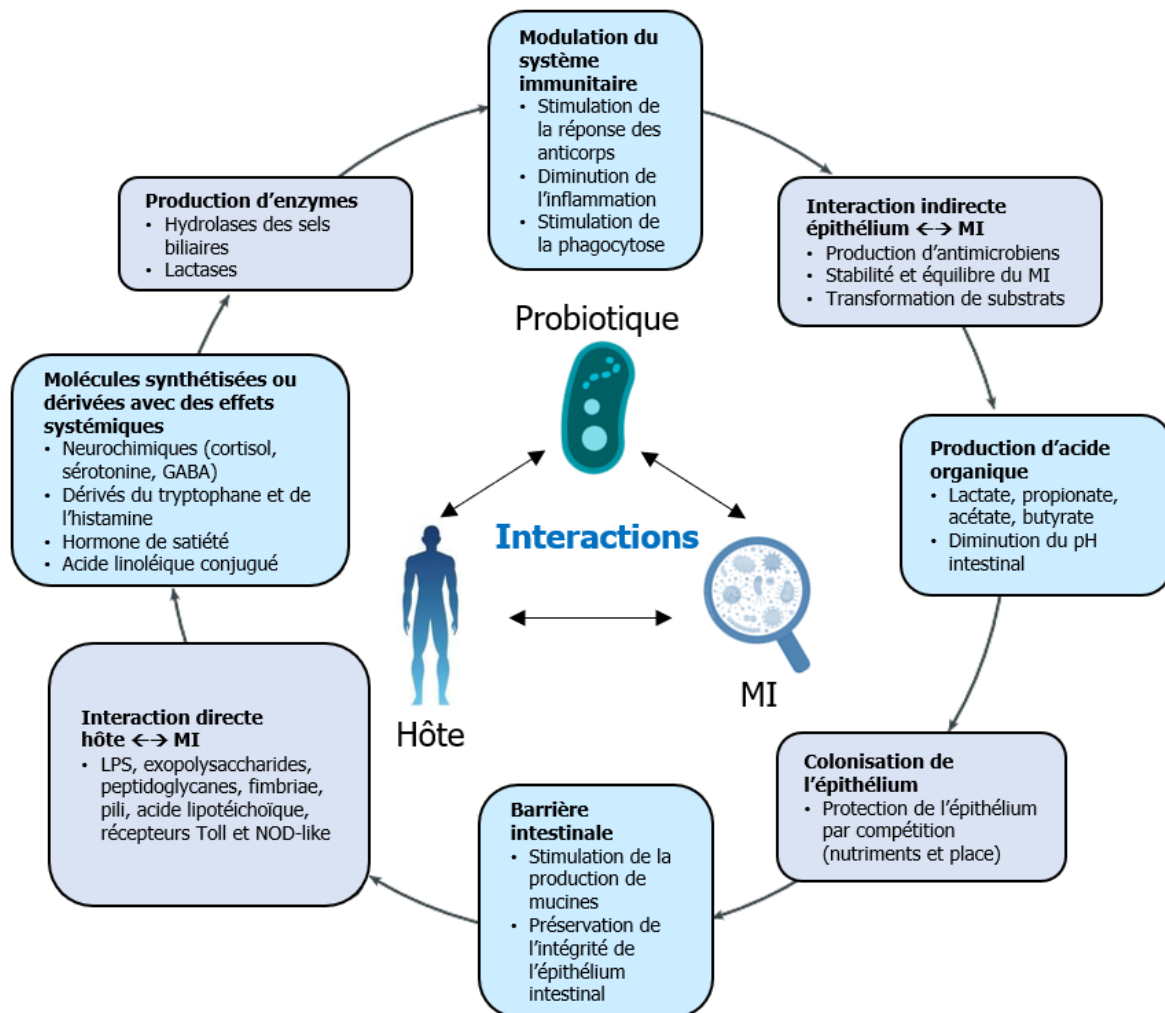 Modulation du
système
immunitaire
• Stimulation de
la réponse des
anticorps
• Diminution de
l'inflammation
• Stimulation de
la phagocytose
Interaction indirecte
épithélium ←→ MI
• Production d'antimicrobiens
• Stabilité et équilibre du MI
• Transformation de substrats
Production d'acide
organique
• Lactate, propionate,
acétate, butyrate
• Diminution du pH
intestinal
Colonisation de
l'épithélium
• Protection de l'épithélium
par compétition
(nutriments et place)
Barrière
intestinale
• Stimulation de la
production de
mucines
• Préservation de
l'intégrité de
l'épithélium
intestinal
Interaction directe
hôte ←→ MI
• LPS, exopolysaccharides,
peptidoglycanes, fimbriae,
pili, acide lipotéichoïque,
récepteurs Toll et NOD-like
Molécules synthétisées ou
dérivées avec des effets
systémiques
• Neurochimiques (cortisol,
sérotonine, GABA)
• Dérivés du tryptophane et de
l'histamine
• Hormone de satiété
• Acide linoléique conjugué
Production d'enzymes
• Hydrolases des sels
biliaires
• Lactases
Probiotique
Interactions
Hôte
MI